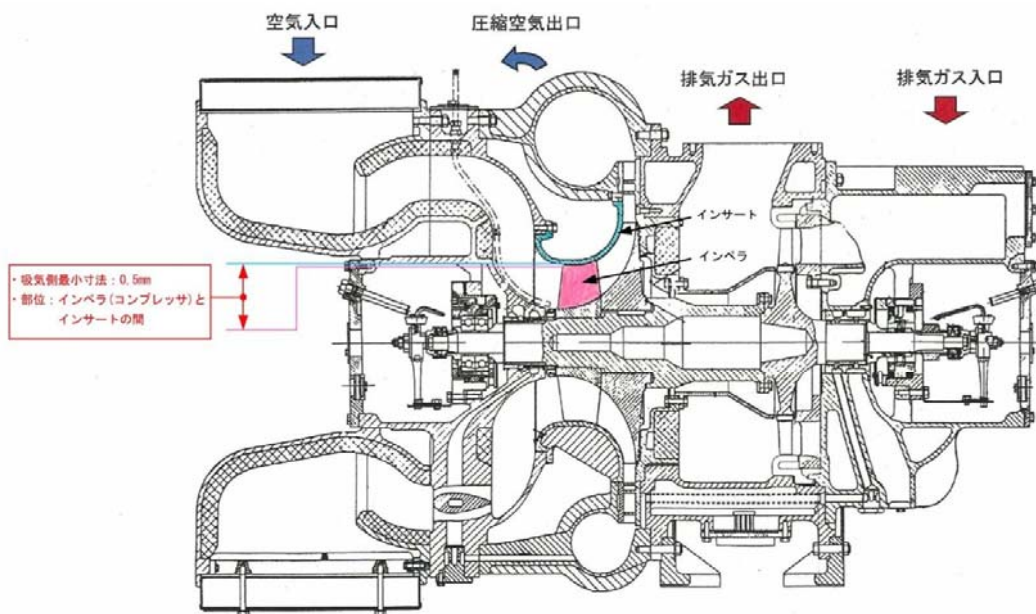 空気入口
圧縮空気出口
排気ガス出口
排気ガス入口
インサート
インペラ
・吸気側最小寸法：0.5mm
・部位：インペラ(コンプレッサ)と
インサートの間